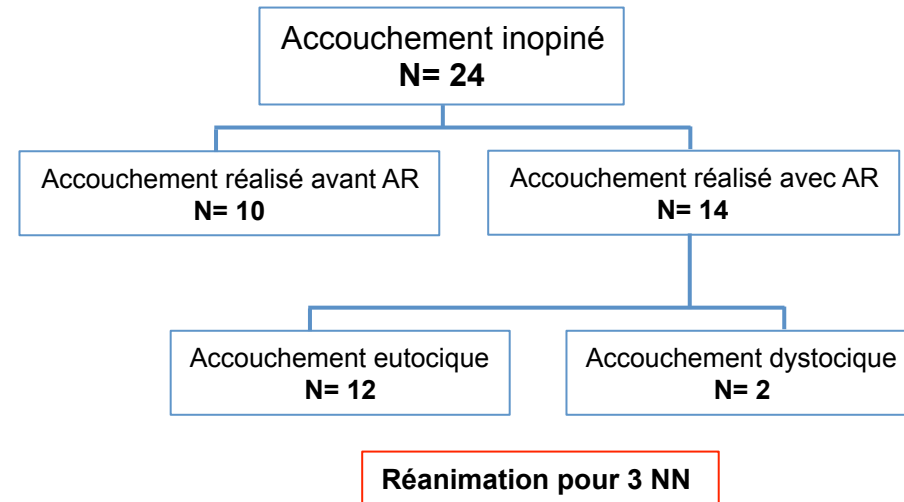 Accouchement inopiné
N= 24
Accouchement réalisé avant AR
N= 10
Accouchement réalisé avec AR
N= 14
Accouchement eutocique
N= 12
Accouchement dystocique
N= 2
Réanimation pour 3 NN